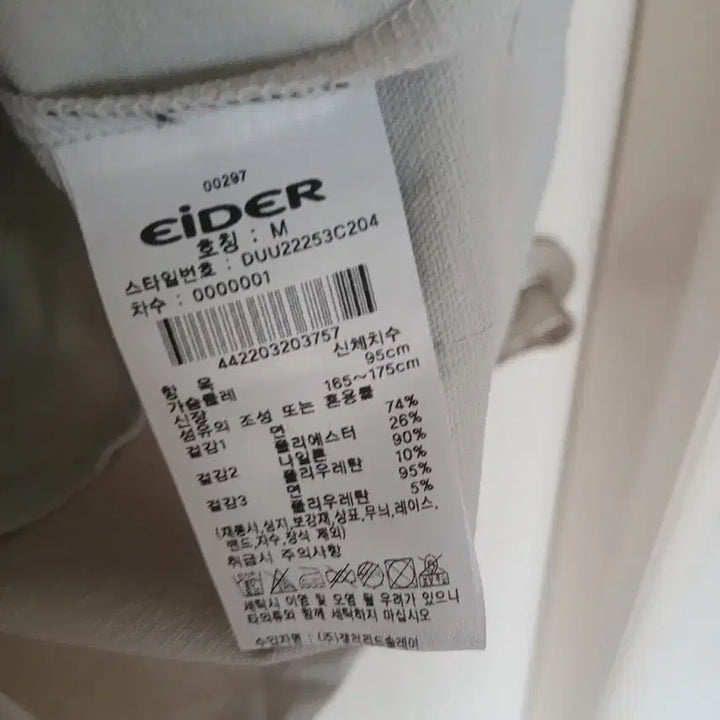 00297
EiDER
호칭 : M
스타일번호 : DUU22253C204
차수 : 0000001
442203203757
항 목 신체치수
가슴둘레 95cm
신장 165~175cm
섬유의 조성 또는 혼용률
겉감1 면 74%
폴리에스터 26%
겉감2 나일론 90%
폴리우레탄 10%
겉감3 면 95%
폴리우레탄 5%
(재봉사,심지,보강재,상표,무늬,레이스,
밴드,자수,장식 제외)
취급시 주의사항
세탁시 이염 및 오염 될 우려가 있으니
타의류와 함께 세탁하지 마십시오
수입자명 : (주)